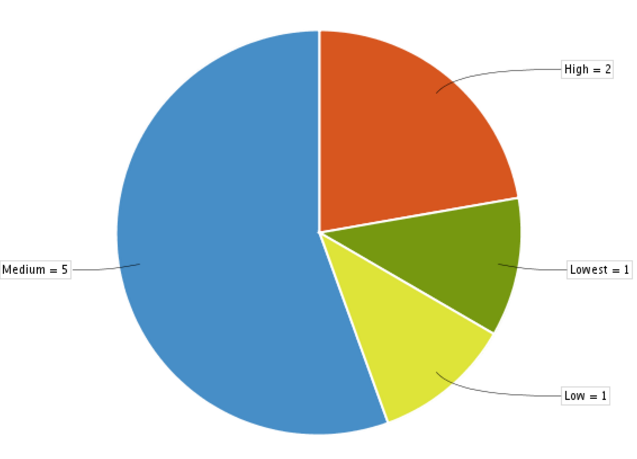 High = 2
Medium = 5
Lowest = 1
Low = 1